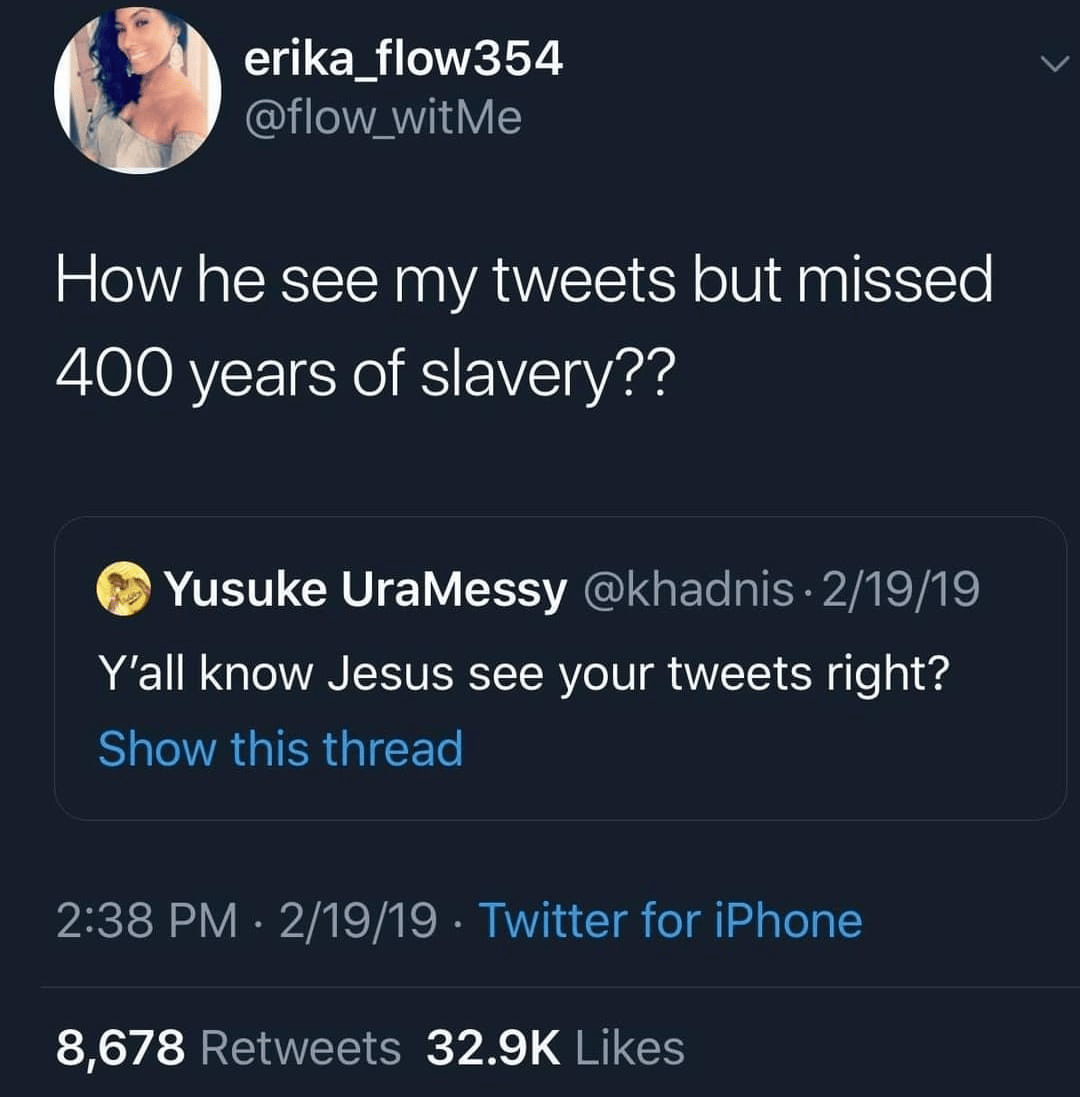 erika_flow354
@flow_witMe
How he see my tweets but missed
400 years of slavery??
Yusuke UraMessy @khadnis · 2/19/19
Y'all know Jesus see your tweets right?
Show this thread
2:38 PM · 2/19/19 · Twitter for iPhone
8,678 Retweets 32.9K Likes